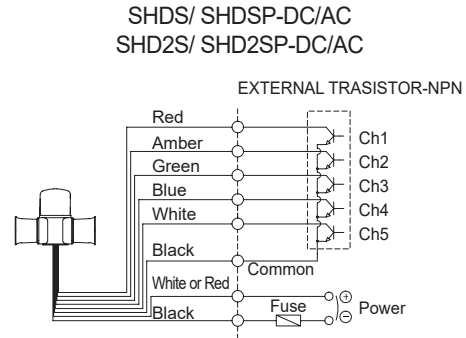 SHDS/ SHDSP-DC/AC
SHD2S/ SHD2SP-DC/AC
EXTERNAL TRASISTOR-NPN
Red
Ch1
Amber
Ch2
Green
Ch3
Blue
Ch4
White
Ch5
Black
Common
White or Red
Fuse
Power
Black